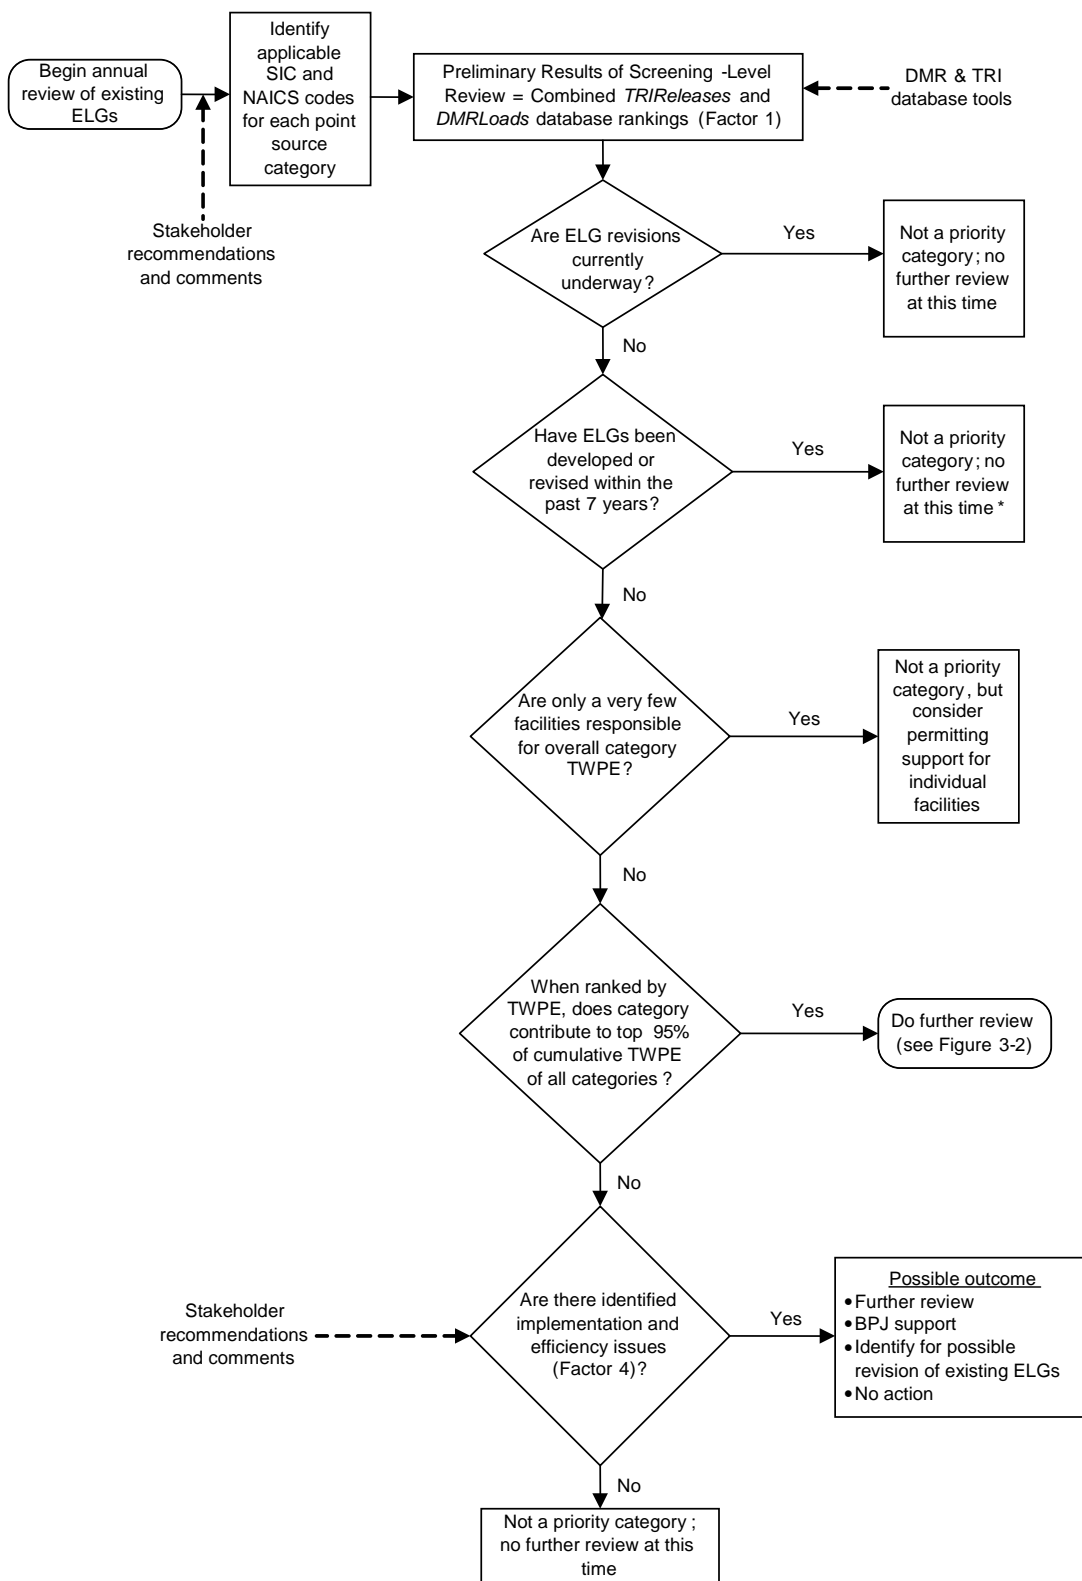 Begin annual
review of existing
ELGs
Identify
applicable
SIC and
NAICS codes
for each point
source
category
Preliminary Results of Screening -Level
Review = Combined TRIReleases and
DMRLoads database rankings (Factor 1)
DMR & TRI
database tools
Stakeholder
recommendations
and comments
Are ELG revisions
currently
underway?
Yes
Not a priority
category; no
further review
at this time
No
Have ELGs been
developed or
revised within the
past 7 years?
Yes
Not a priority
category; no
further review
at this time *
No
Are only a very few
facilities responsible
for overall category
TWPE?
Yes
Not a priority
category, but
consider
permitting
support for
individual
facilities
No
When ranked by
TWPE, does category
contribute to top 95%
of cumulative TWPE
of all categories ?
Yes
Do further review
(see Figure 3-2)
No
Stakeholder
recommendations
and comments
Are there identified
implementation and
efficiency issues
(Factor 4)?
Yes
Possible outcome
•Further review
•BPJ support
•Identify for possible
revision of existing ELGs
•No action
No
Not a priority category ;
no further review at this
time